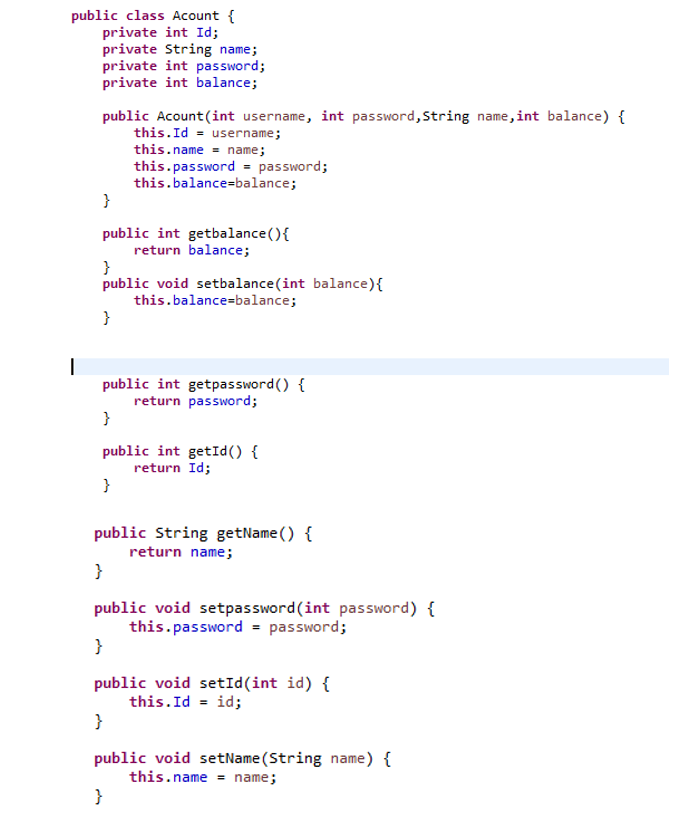 public class Acount {
private int Id;
private String name;
private int password;
private int balance;
public Acount(int username, int password,String name,int balance) {
this.Id = username;
this.name = name;
this.password = password;
this.balance=balance;
}
public int getbalance(){
return balance;
}
public void setbalance(int balance){
this.balance=balance;
}
public int getpassword() {
return password;
}
public int getId() {
return Id;
}
public String getName() {
return name;
}
public void setpassword(int password) {
this.password = password;
}
public void setId(int id) {
this.Id = id;
}
public void setName(String name) {
this.name = name;
}